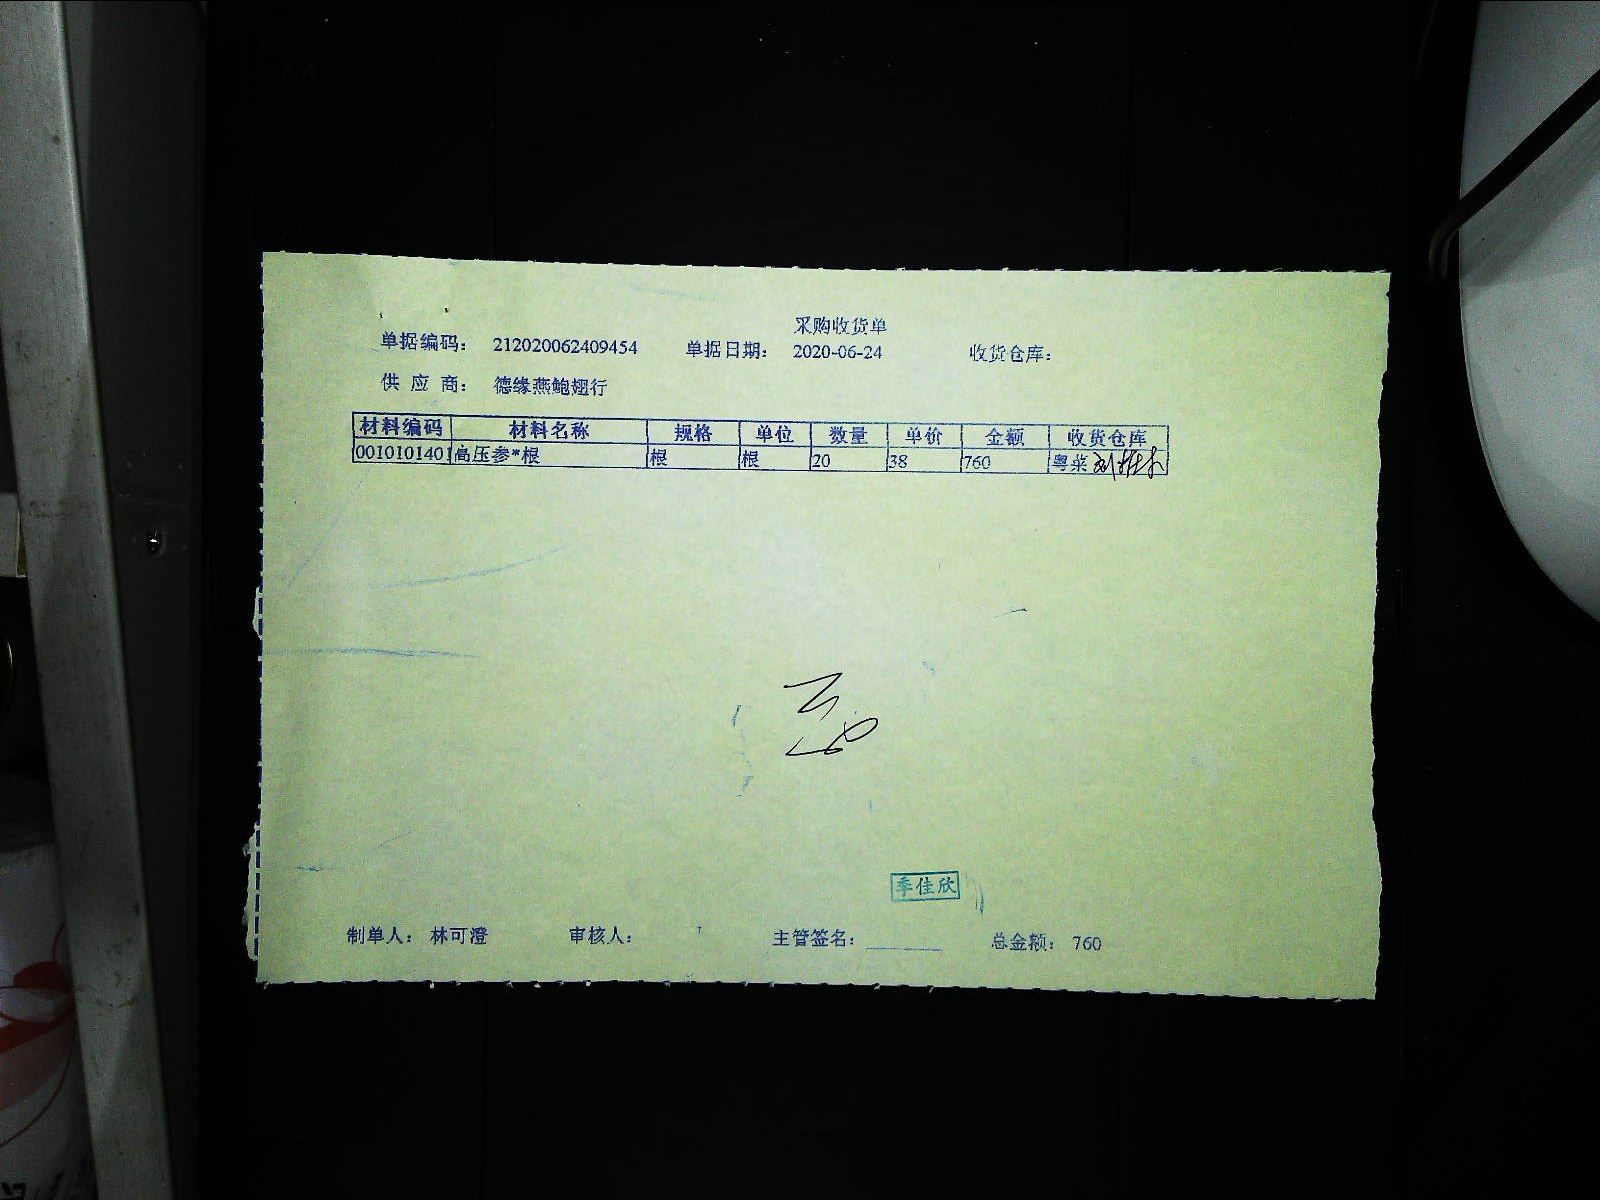 采购收货单
单据编码： 212020062409454 单据日期： 2020-06-24 收货仓库：
供 应 商： 德缘燕鲍翅行
材料编码 材料名称 规格 单位 数量 单价 金额 收货仓库
0010101401 高压参*根 根 根 20 38 760 粤菜
季佳欣
制单人： 林可澄 审核人： 主管签名： 总金额： 760